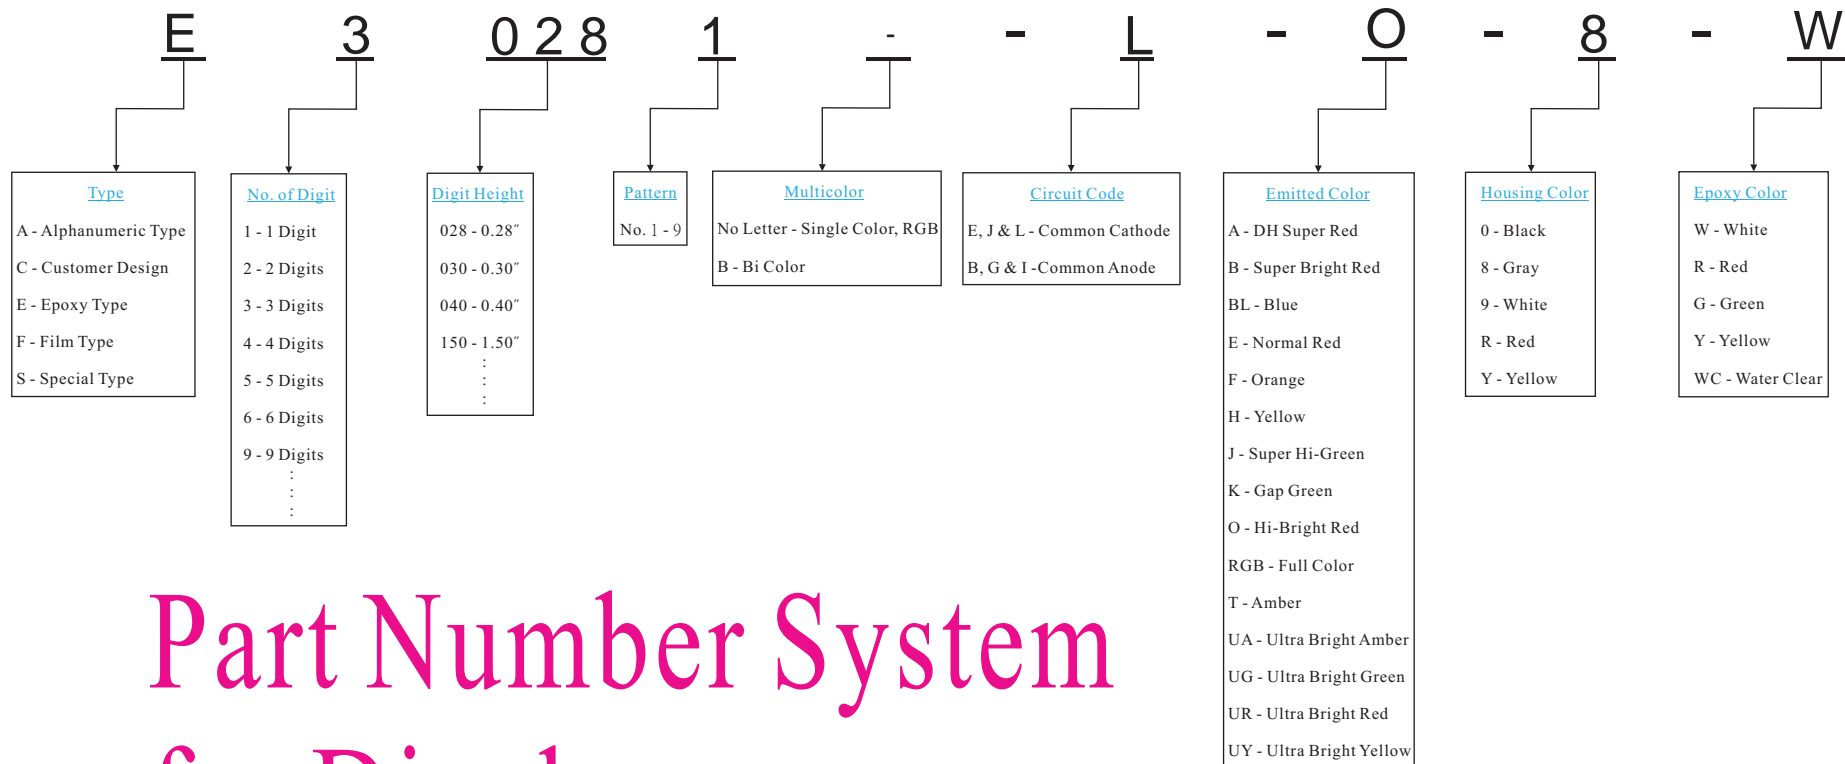 E 3 028 1 - - L - O - 8 - W
Type
A - Alphanumeric Type
C - Customer Design
E - Epoxy Type
F - Film Type
S - Special Type
No. of Digit
1 - 1 Digit
2 - 2 Digits
3 - 3 Digits
4 - 4 Digits
5 - 5 Digits
6 - 6 Digits
9 - 9 Digits
:
:
:
Digit Height
028 - 0.28″
030 - 0.30″
040 - 0.40″
150 - 1.50″
:
:
:
Pattern
No. 1 - 9
Multicolor
No Letter - Single Color, RGB
B - Bi Color
Circuit Code
E, J & L - Common Cathode
B, G & I -Common Anode
Emitted Color
A - DH Super Red
B - Super Bright Red
BL - Blue
E - Normal Red
F - Orange
H - Yellow
J - Super Hi-Green
K - Gap Green
O - Hi-Bright Red
RGB - Full Color
T - Amber
UA - Ultra Bright Amber
UG - Ultra Bright Green
UR - Ultra Bright Red
UY - Ultra Bright Yellow
Housing Color
0 - Black
8 - Gray
9 - White
R - Red
Y - Yellow
Epoxy Color
W - White
R - Red
G - Green
Y - Yellow
WC - Water Clear
Part Number System